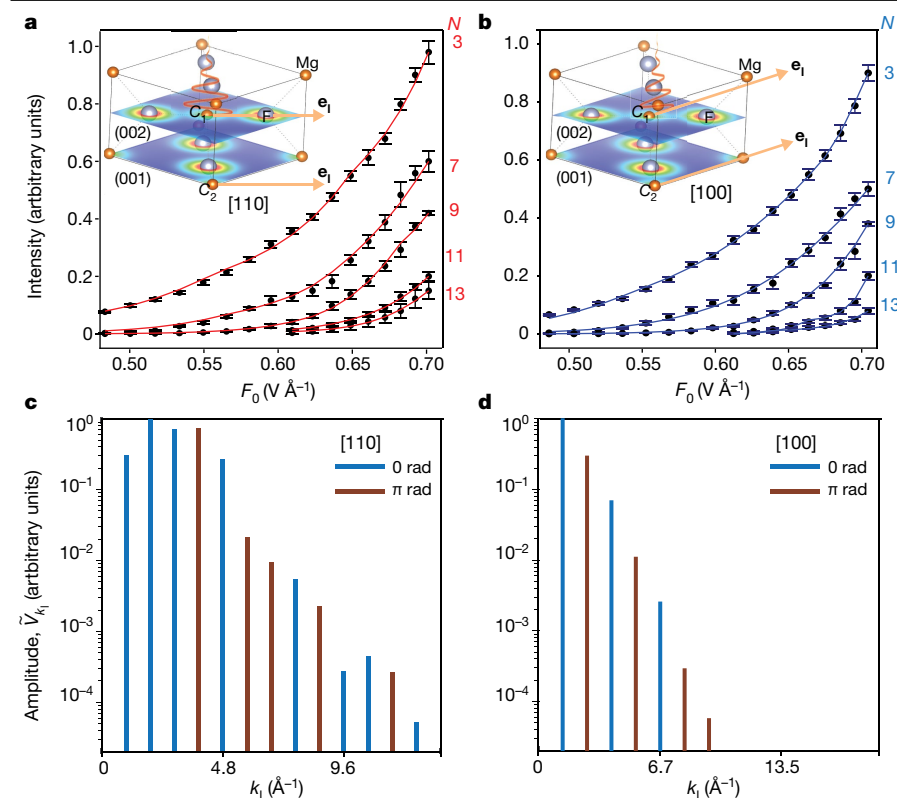 a
N
1.0
0.8
0.6
0.4
0.2
0
Intensity (arbitrary units)
Mg
e_l
C_1
F
(002)
e_l
(001)
C_2
[110]
3
7
9
11
13
0.50
0.55
0.60
0.65
0.70
F_0 (V Å⁻¹)
b
N
1.0
0.8
0.6
0.4
0.2
0
Mg
e_l
C_1
F
(002)
e_l
(001)
C_2
[100]
3
7
9
11
13
0.50
0.55
0.60
0.65
0.70
F_0 (V Å⁻¹)
c
10⁰
10⁻¹
10⁻²
10⁻³
10⁻⁴
Amplitude, Ṽ_{k_l} (artbitrary units)
[110]
0 rad
π rad
0
4.8
9.6
k_l (Å⁻¹)
d
10⁰
10⁻¹
10⁻²
10⁻³
10⁻⁴
[100]
0 rad
π rad
0
6.7
13.5
k_l (Å⁻¹)